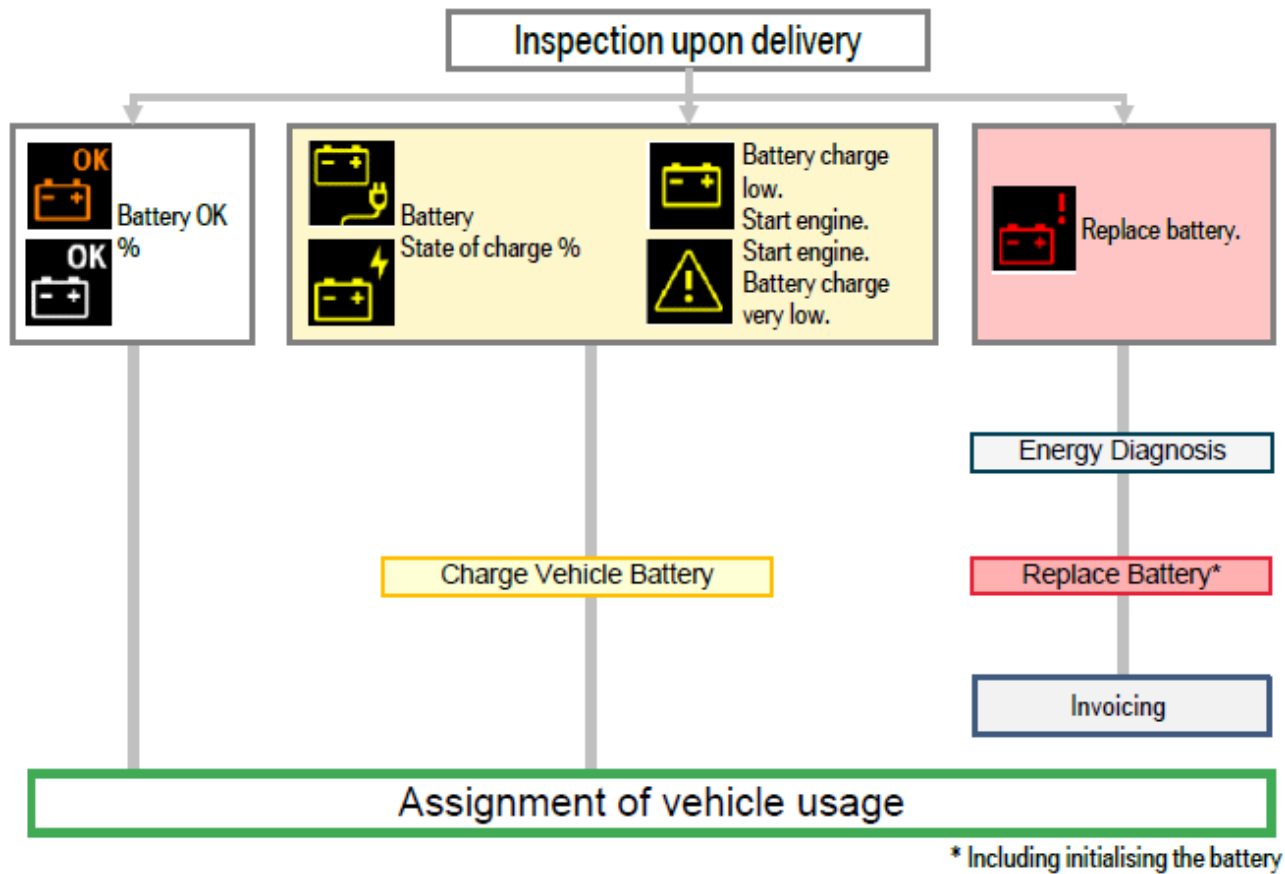 Inspection upon delivery
OK
Battery OK
%
OK
Battery
State of charge %
Battery charge
low.
Start engine.
Start engine.
Battery charge
very low.
!
Replace battery.
Energy Diagnosis
Charge Vehicle Battery
Replace Battery*
Invoicing
Assignment of vehicle usage
* Including initialising the battery